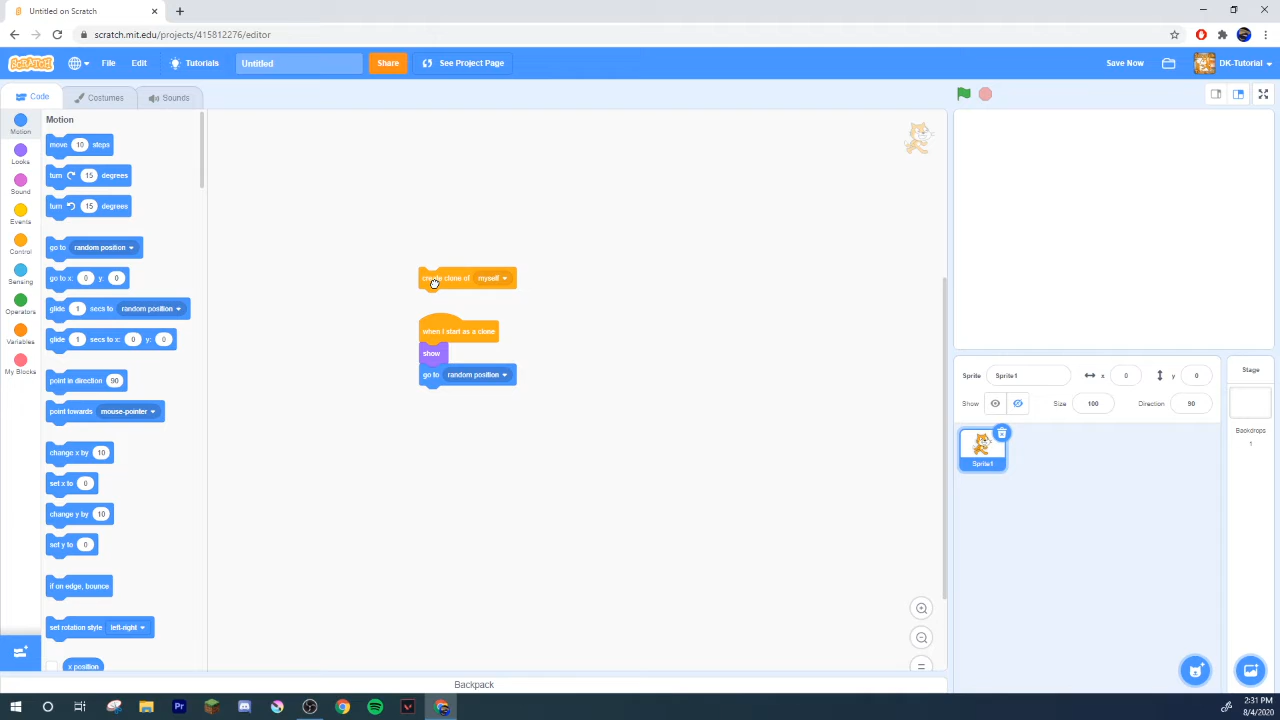 Untitled on Scratch
scratch.mit.edu/projects/415812276/editor
SCRATCH File Edit Tutorials Untitled Share See Project Page Save Now DK-Tutorial
Code Costumes Sounds
Motion
Looks
Sound
Events
Control
Sensing
Operators
Variables
My Blocks
Motion
move 10 steps
turn 15 degrees
turn 15 degrees
go to random position
go to x: 0 y: 0
glide 1 secs to random position
glide 1 secs to x: 0 y: 0
point in direction 90
point towards mouse-pointer
change x by 10
set x to 0
change y by 10
set y to 0
if on edge, bounce
set rotation style left-right
x position
create clone of myself
when I start as a clone
show
go to random position
Sprite Sprite1 x 0 y 0
Show Size 100 Direction 90
Sprite1
Stage
Backdrops
1
Backpack
Pr
2:31 PM
8/4/2020